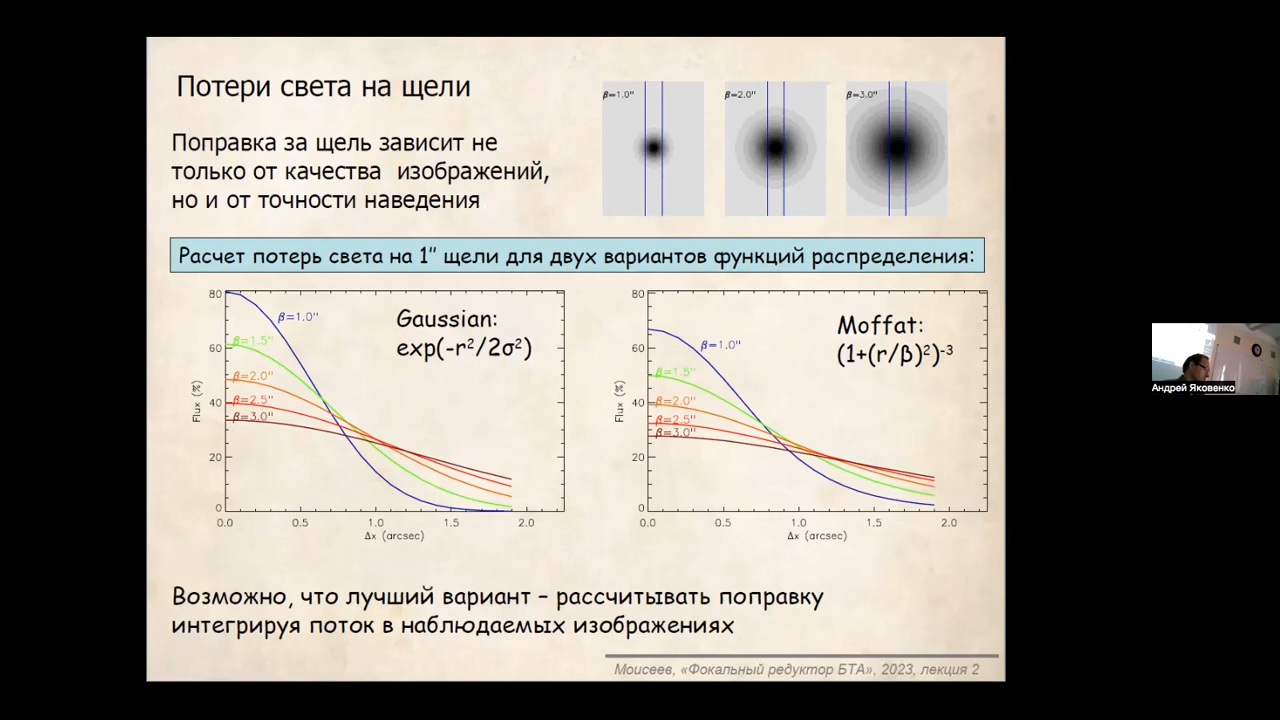 Потери света на щели
Поправка за щель зависит не
только от качества изображений,
но и от точности наведения
β=1.0"
β=2.0"
β=3.0"
Расчет потерь света на 1" щели для двух вариантов функций распределения:
80
60
40
20
0
Flux (%)
β=1.0"
β=1.5"
β=2.0"
β=2.5"
β=3.0"
Gaussian:
exp(-r²/2σ²)
0.0 0.5 1.0 1.5 2.0
Δx (arcsec)
80
60
40
20
0
Flux (%)
β=1.0"
β=1.5"
β=2.0"
β=2.5"
β=3.0"
Moffat:
(1+(r/β)²)⁻³
0.0 0.5 1.0 1.5 2.0
Δx (arcsec)
Андрей Яковенко
Возможно, что лучший вариант – рассчитывать поправку
интегрируя поток в наблюдаемых изображениях
Моисеев, «Фокальный редуктор БТА», 2023, лекция 2